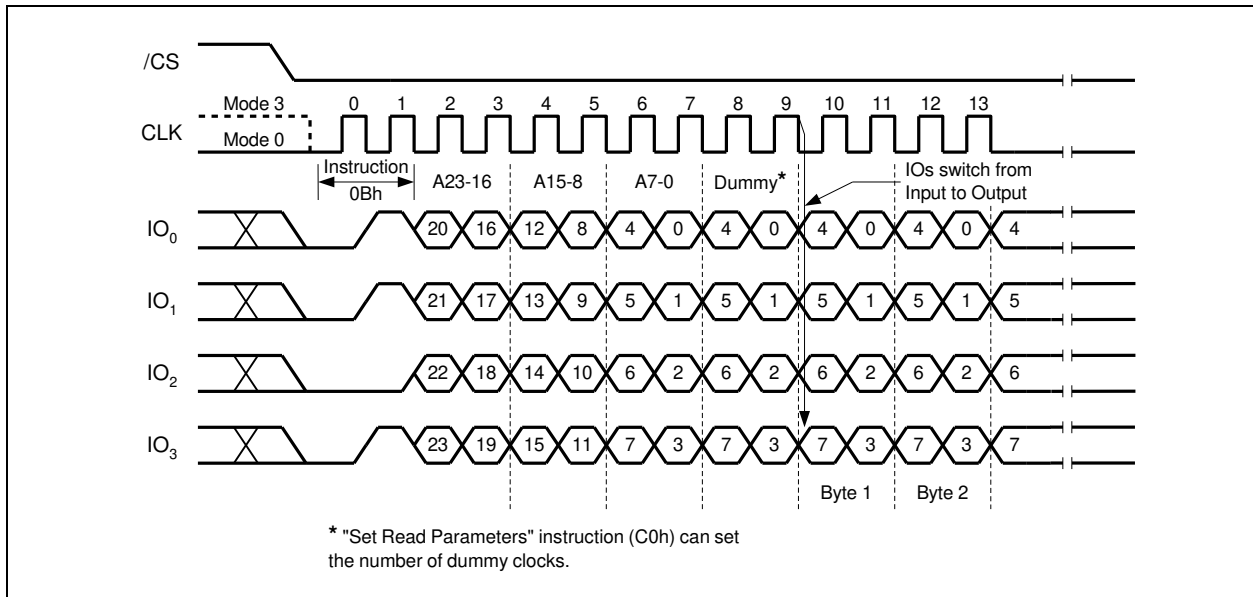 /CS
Mode 3 0 1 2 3 4 5 6 7 8 9 10 11 12 13
CLK
Mode 0
Instruction
0Bh
A23-16 A15-8 A7-0 Dummy*
IOs switch from
Input to Output
IO0 20 16 12 8 4 0 4 0 4 0 4 0 4
IO1 21 17 13 9 5 1 5 1 5 1 5 1 5
IO2 22 18 14 10 6 2 6 2 6 2 6 2 6
IO3 23 19 15 11 7 3 7 3 7 3 7 3 7
Byte 1 Byte 2
* "Set Read Parameters" instruction (C0h) can set
the number of dummy clocks.